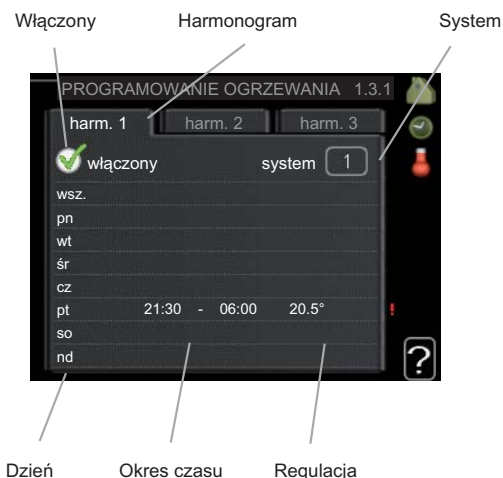 Włączony Harmonogram System
PROGRAMOWANIE OGRZEWANIA 1.3.1
harm. 1 harm. 2 harm. 3
włączony system 1
wsz.
pn
wt
śr
cz
pt 21:30 - 06:00 20.5° !
so
nd
?
Dzień Okres czasu Regulacja